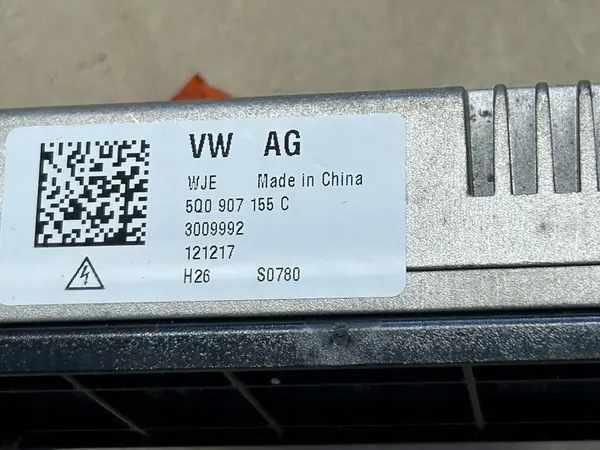 VW AG
WJE Made in China
5Q0 907 155 C
3009992
121217
H26 S0780